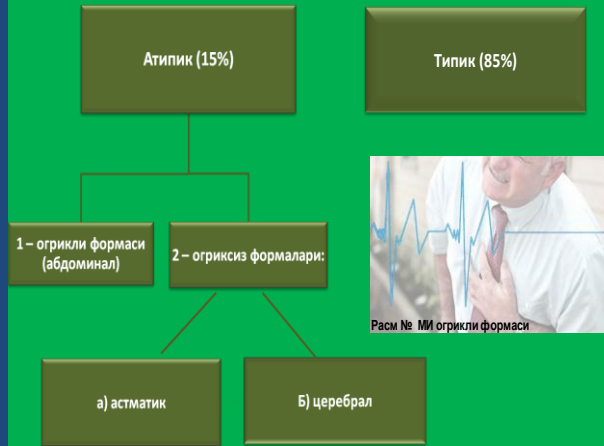 Атипик (15%)
Типик (85%)
1 – огрикли формаси
(абдоминал)
2 – огриксиз формалари:
Расм № МИ огрикли формаси
а) астматик
Б) церебрал